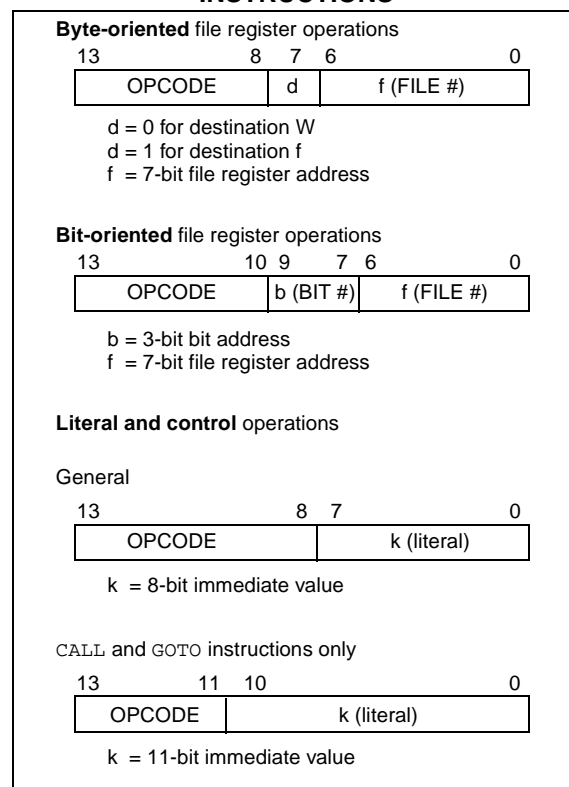 INSTRUCTIONS
Byte-oriented file register operations
13 8 7 6 0
OPCODE d f (FILE #)
d = 0 for destination W
d = 1 for destination f
f = 7-bit file register address
Bit-oriented file register operations
13 10 9 7 6 0
OPCODE b (BIT #) f (FILE #)
b = 3-bit bit address
f = 7-bit file register address
Literal and control operations
General
13 8 7 0
OPCODE k (literal)
k = 8-bit immediate value
CALL and GOTO instructions only
13 11 10 0
OPCODE k (literal)
k = 11-bit immediate value